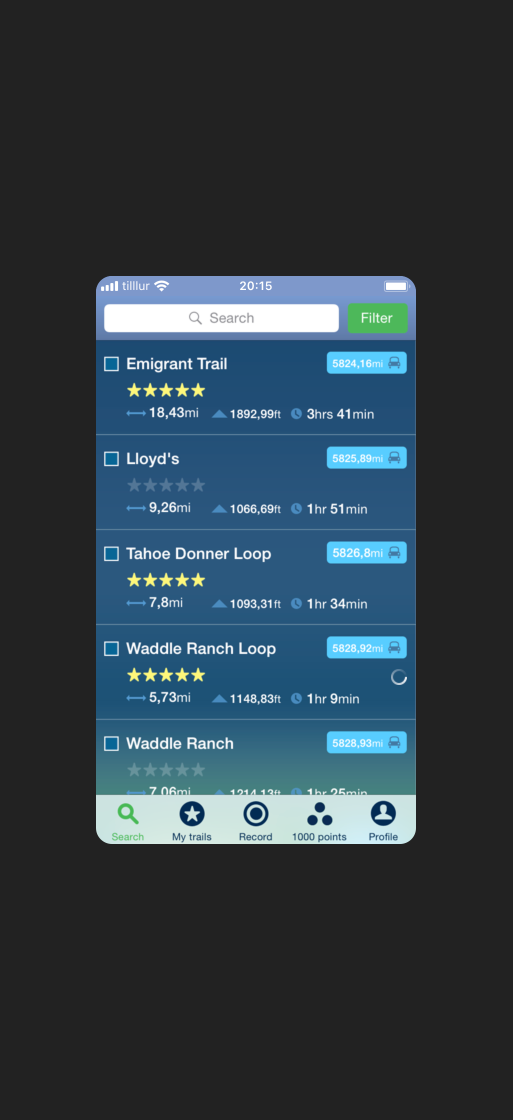 tilllur 20:15
Search Filter
Emigrant Trail 5824,16mi
18,43mi 1892,99ft 3hrs 41min
Lloyd's 5825,89mi
9,26mi 1066,69ft 1hr 51min
Tahoe Donner Loop 5826,8mi
7,8mi 1093,31ft 1hr 34min
Waddle Ranch Loop 5828,92mi
5,73mi 1148,83ft 1hr 9min
Waddle Ranch 5828,93mi
7,06mi 1214,13ft 1hr 25min
Search My trails Record 1000 points Profile